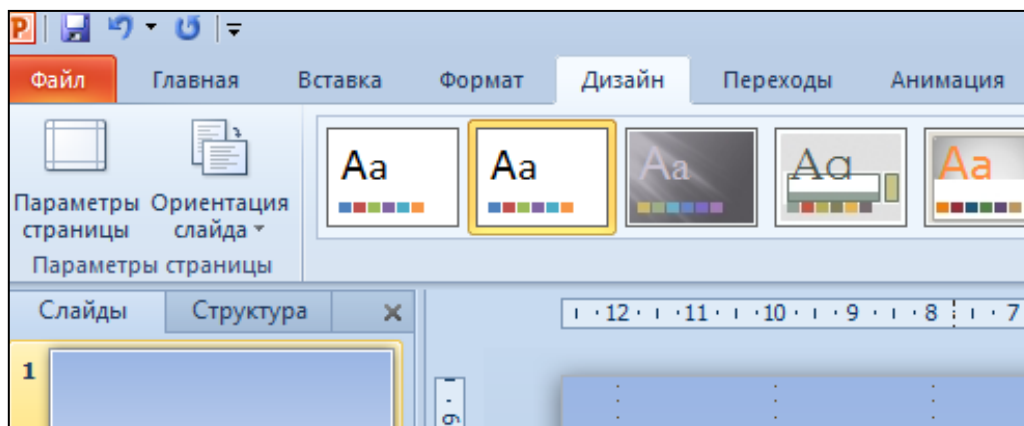 Файл Главная Вставка Формат Дизайн Переходы Анимация
Параметры страницы
Ориентация слайда
Aa Aa Aa Aa Aa
Параметры страницы
Слайды Структура
12 11 10 9 8 7
1
9